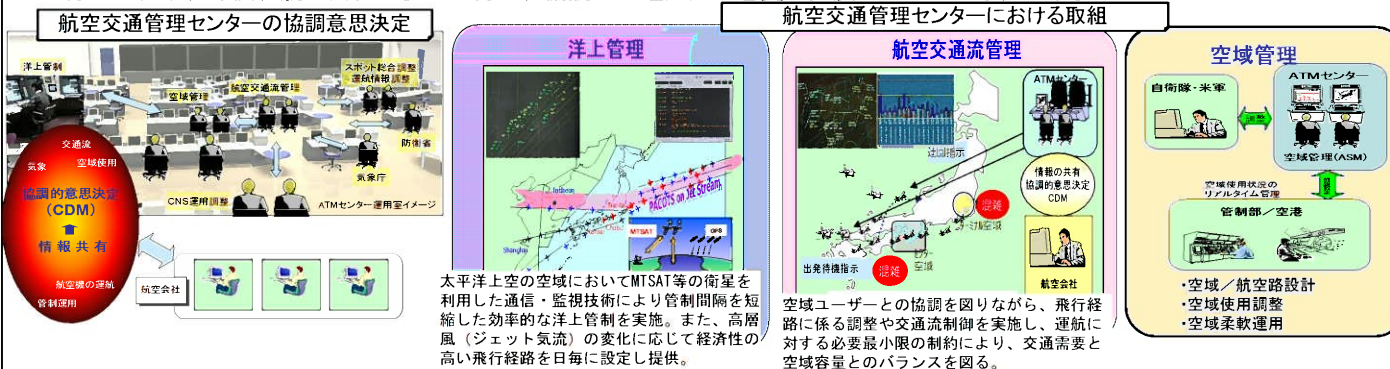 航空交通管理センターの協調意思決定
洋上管制
空域管理
航空交通流管理
スポット総合調整
運航情報調整
防衛省
気象庁
CNS運用調整
ATMセンター運用室イメージ
交通流
気象
空域使用
協調的意思決定
(CDM)
情報共有
航空機の運航
管制運用
航空会社
航空交通管理センターにおける取組
洋上管理
PACOTS on Jet Stream
Shanghai
MTSAT
GPS
太平洋上空の空域においてMTSAT等の衛星を
利用した通信・監視技術により管制間隔を短
縮した効率的な洋上管制を実施。また、高層
風（ジェット気流）の変化に応じて経済性の
高い飛行経路を日毎に設定し提供。
航空交通流管理
ATMセンター
情報の共有
協調的意思決定
CDM
混雑
空域
出発待機指示
混雑
航空会社
空域ユーザーとの協調を図りながら、飛行経
路に係る調整や交通流制御を実施し、運航に
対する必要最小限の制約により、交通需要と
空域容量とのバランスを図る。
空域管理
自衛隊・米軍
調整
ATMセンター
空域管理(ASM)
空域使用状況の
リアルタイム管理
管制部／空港
・空域／航空路設計
・空域使用調整
・空域柔軟運用